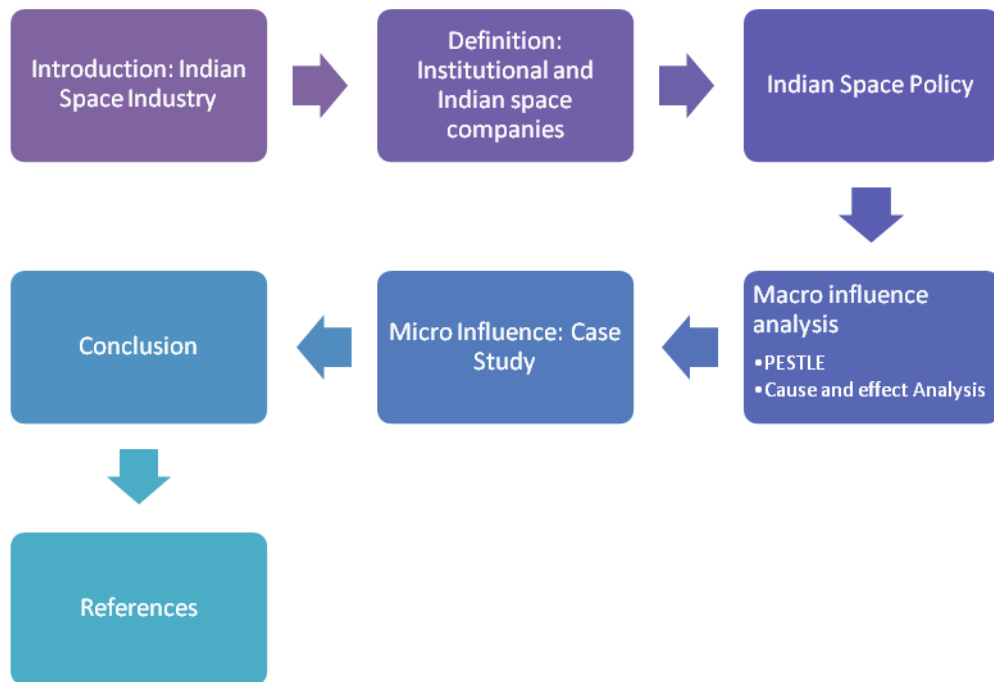 Introduction: Indian
Space Industry
Definition:
Institutional and
Indian space
companies
Indian Space Policy
Macro influence
analysis
•PESTLE
•Cause and effect Analysis
Micro Influence: Case
Study
Conclusion
References